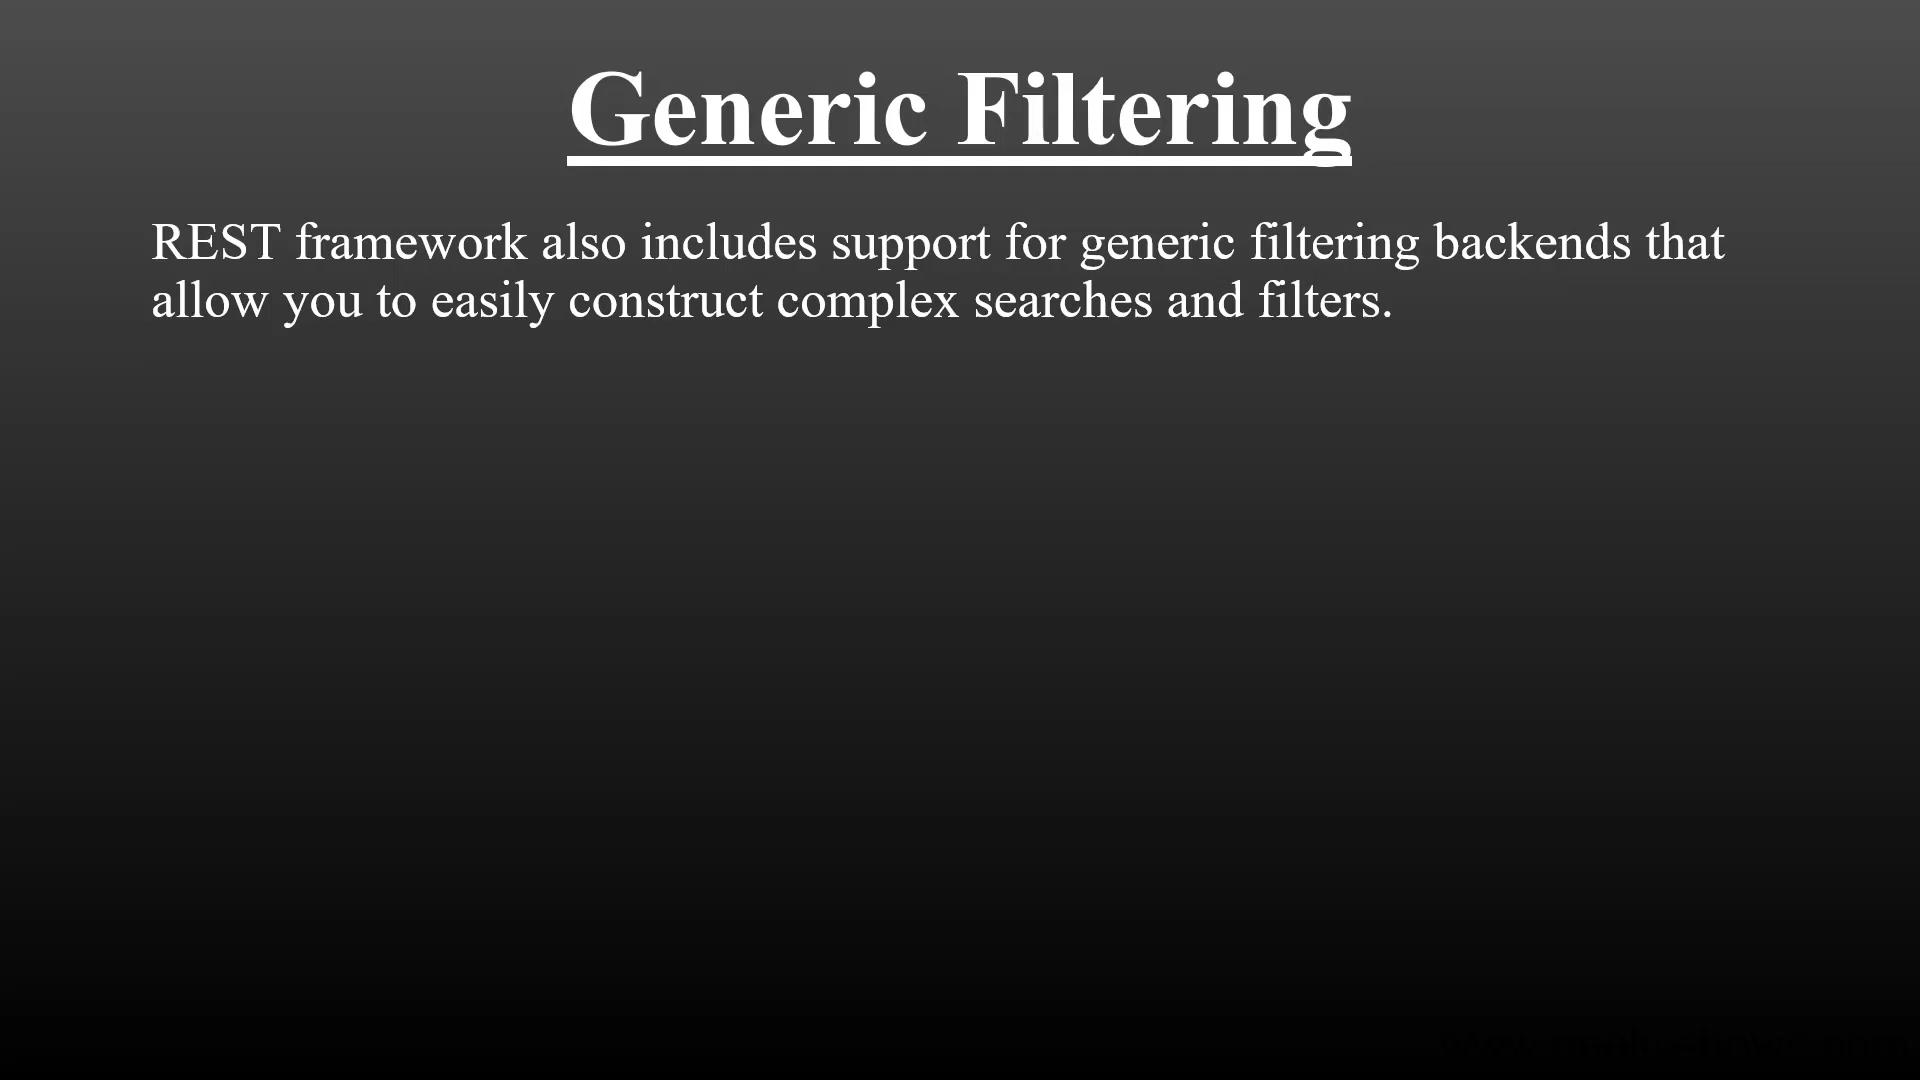 Generic Filtering
REST framework also includes support for generic filtering backends that
allow you to easily construct complex searches and filters.